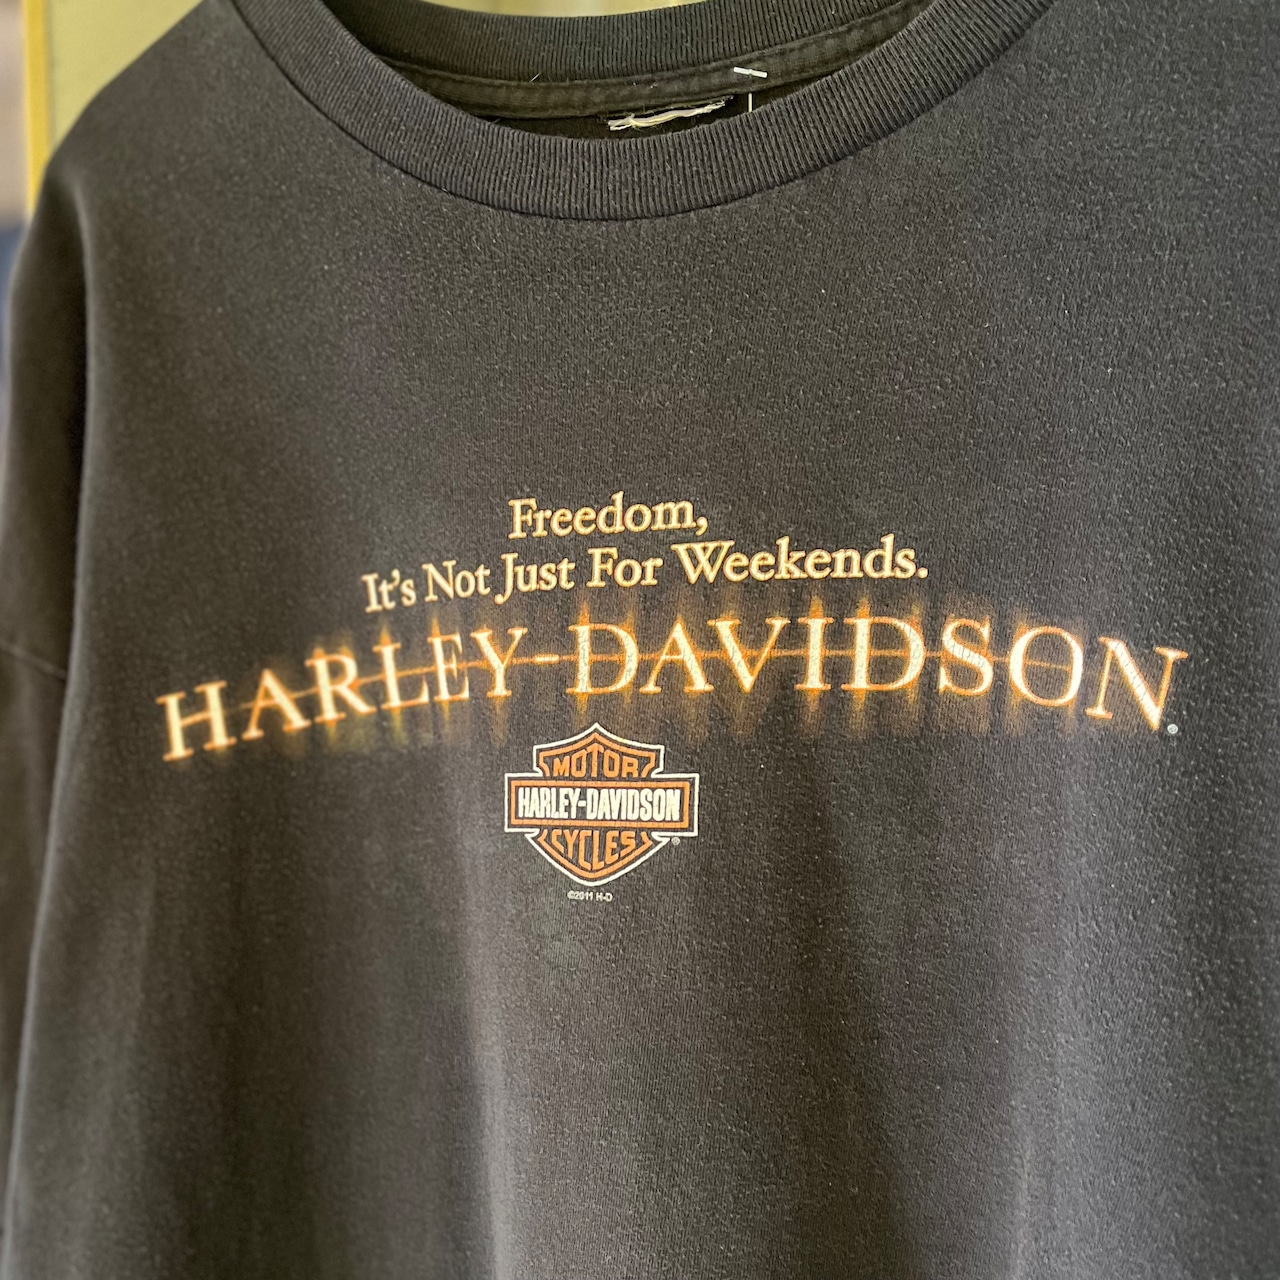 Freedom,
It's Not Just For Weekends.
HARLEY-DAVIDSON®
MOTOR
HARLEY-DAVIDSON
CYCLES®
©2011 H-D